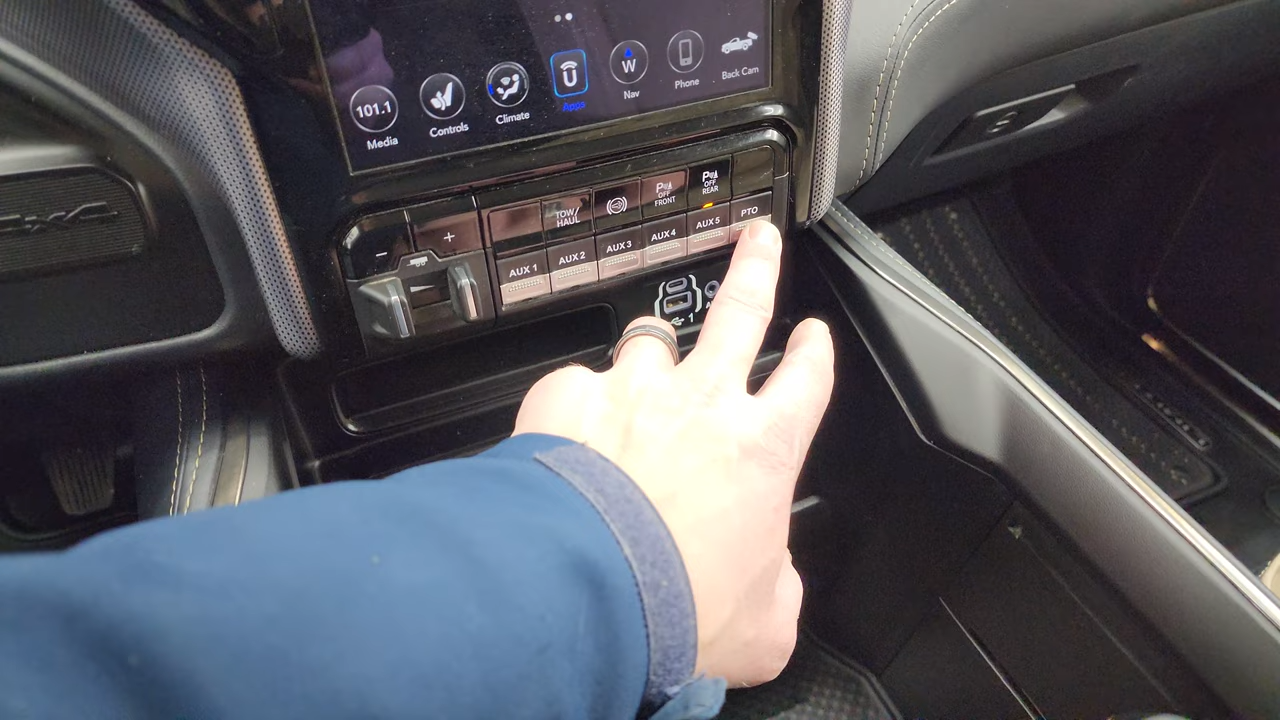 101.1
Media
Controls
Climate
Apps
W
Nav
Phone
Back Cam
TOW/
HAUL
P
OFF
FRONT
P
OFF
REAR
- +
AUX 1
AUX 2
AUX 3
AUX 4
AUX 5
PTO
1